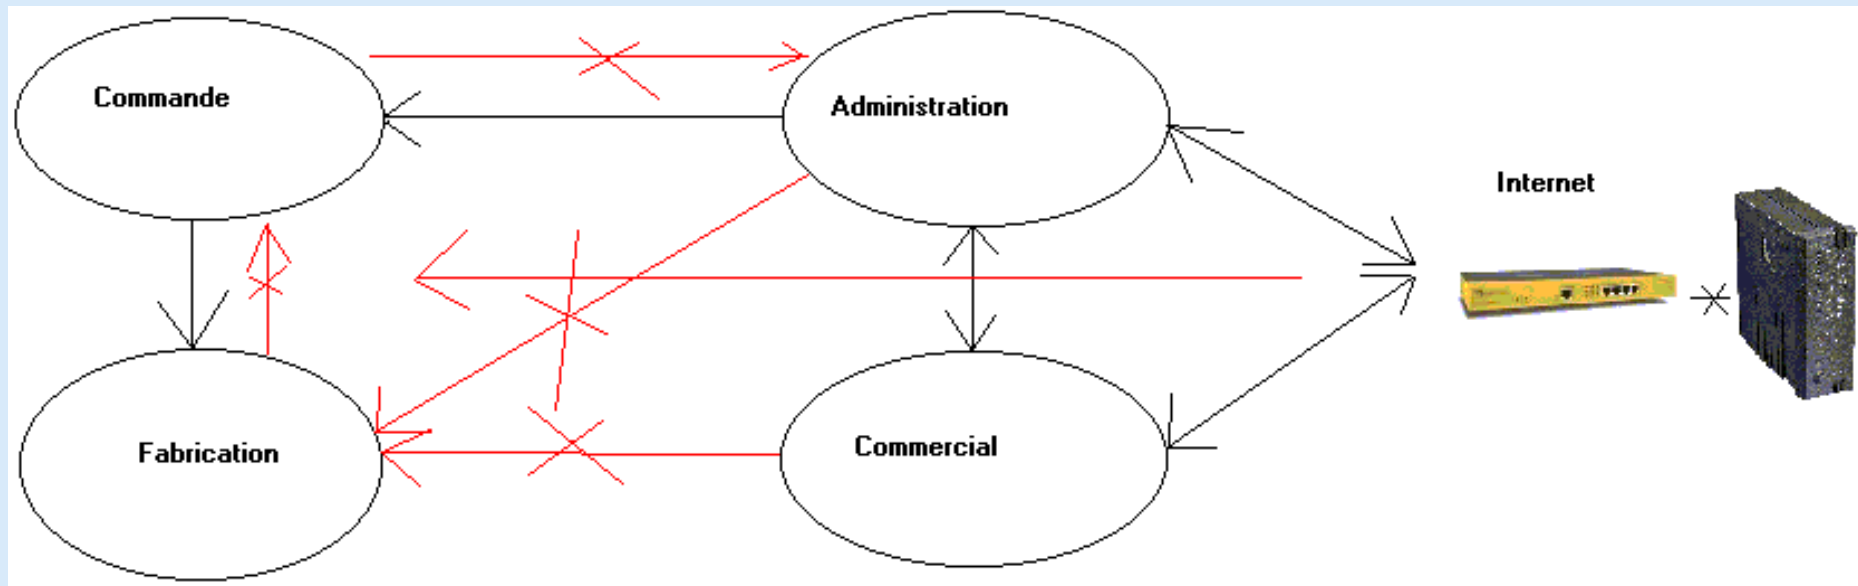 Commande
Administration
Internet
Fabrication
Commercial